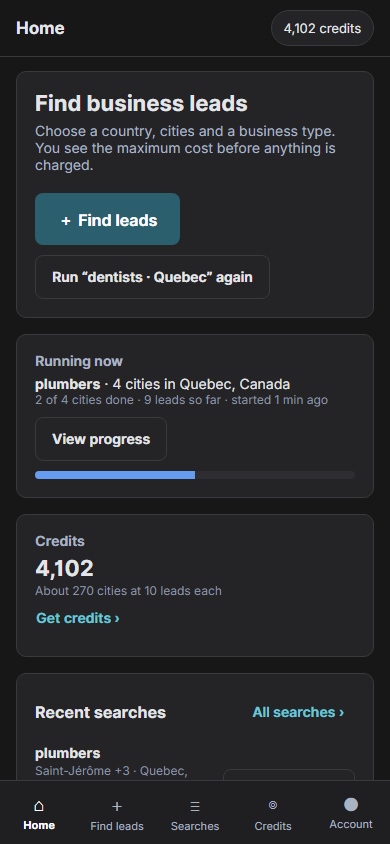 Home
4,102 credits
Find business leads
Choose a country, cities and a business type.
You see the maximum cost before anything is
charged.
+ Find leads
Run “dentists · Quebec” again
Running now
plumbers · 4 cities in Quebec, Canada
2 of 4 cities done · 9 leads so far · started 1 min ago
View progress
Credits
4,102
About 270 cities at 10 leads each
Get credits ›
Recent searches
All searches ›
plumbers
Saint-Jérôme +3 · Quebec,
Home
Find leads
Searches
Credits
Account